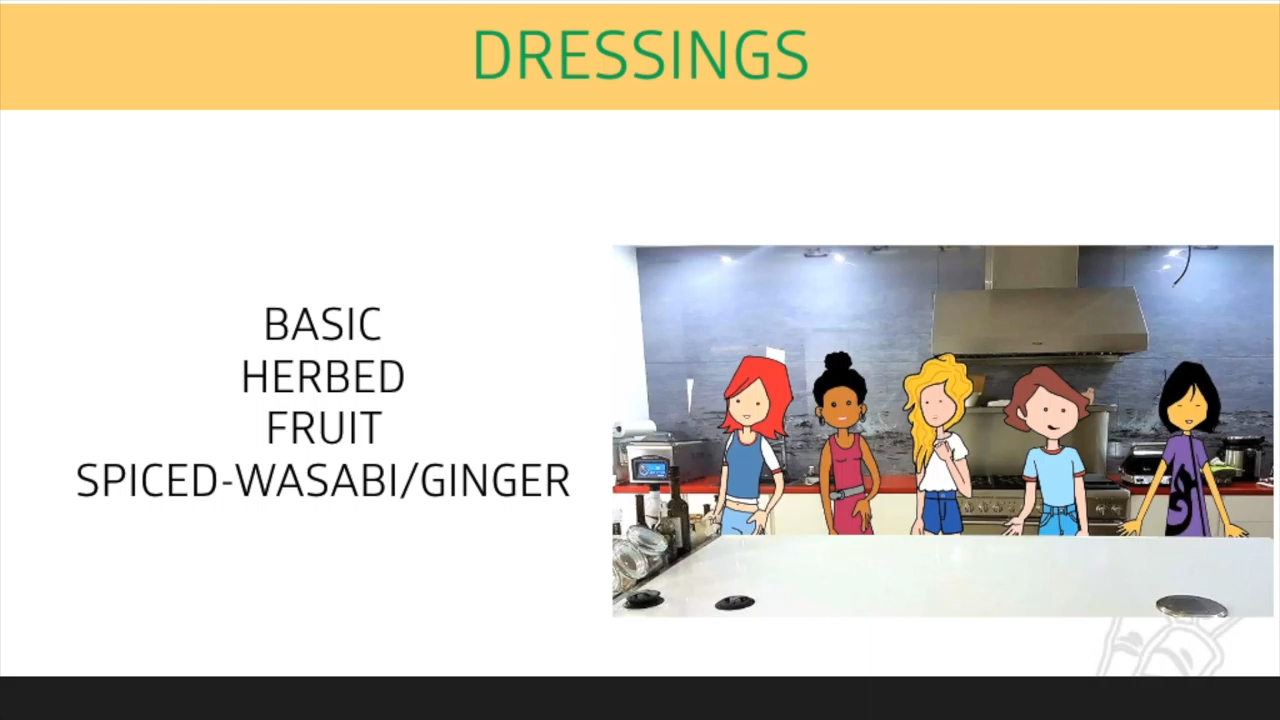 DRESSINGS
BASIC
HERBED
FRUIT
SPICED-WASABI/GINGER